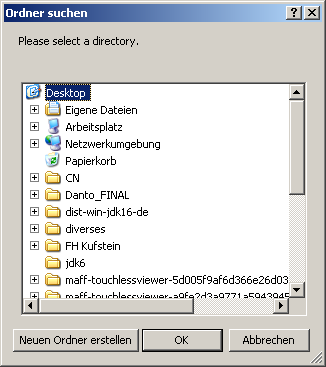 Ordner suchen
Please select a directory.
Desktop
Eigene Dateien
Arbeitsplatz
Netzwerkumgebung
Papierkorb
CN
Danto_FINAL
dist-win-jdk16-de
diverses
FH Kufstein
jdk6
maff-touchlessviewer-5d005f9af6d366e26d03
maff-touchlessviewer-a9fe2d3a9771a5943945
Neuen Ordner erstellen
OK
Abbrechen